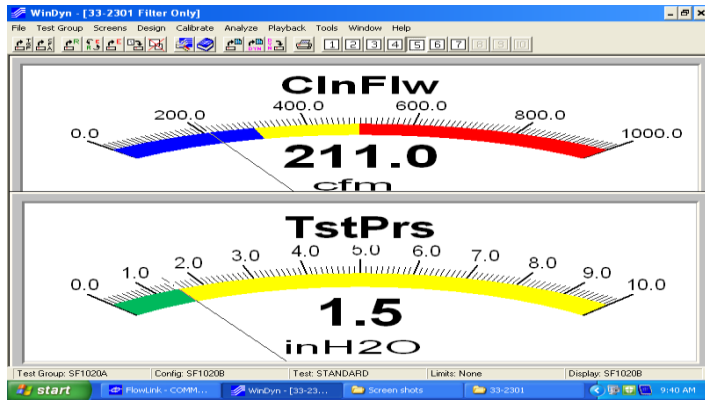 WinDyn - [33-2301 Filter Only]
File Test Group Screens Design Calibrate Analyze Playback Tools Window Help
1 2 3 4 5 6 7 8 9 10
ClnFlw
0.0 200.0 400.0 600.0 800.0 1000.0
211.0
cfm
TstPrs
0.0 1.0 2.0 3.0 4.0 5.0 6.0 7.0 8.0 9.0 10.0
1.5
inH2O
Test Group: SF1020A Config: SF1020B Test: STANDARD Limits: None Display: SF1020B
start FlowLink - COMM... WinDyn - [33-23... Screen shots 33-2301 9:40 AM